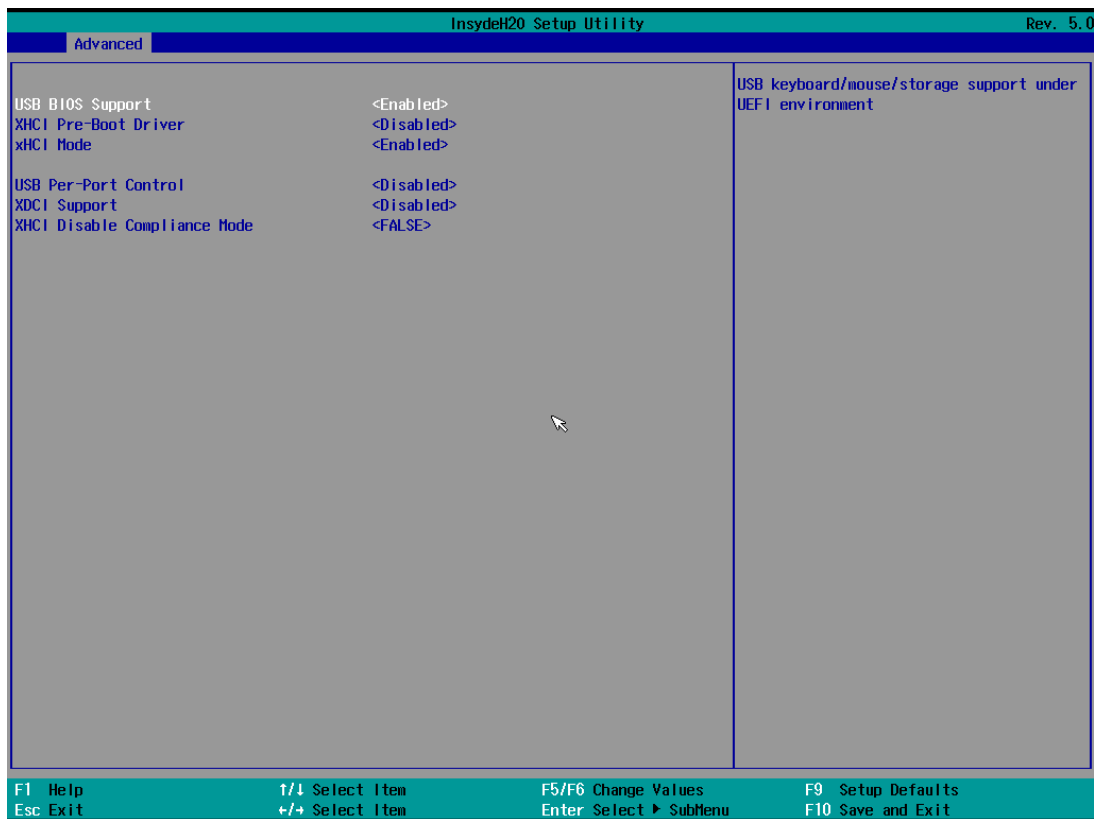 InsydeH20 Setup Utility Rev. 5.0
Advanced
USB BIOS Support <Enabled>
XHCI Pre-Boot Driver <Disabled>
xHCI Mode <Enabled>
USB Per-Port Control <Disabled>
XDCI Support <Disabled>
XHCI Disable Compliance Mode <FALSE>
USB keyboard/mouse/storage support under
UEFI environment
F1 Help ↑/↓ Select Item F5/F6 Change Values F9 Setup Defaults
Esc Exit ←/→ Select Item Enter Select ▶ SubMenu F10 Save and Exit